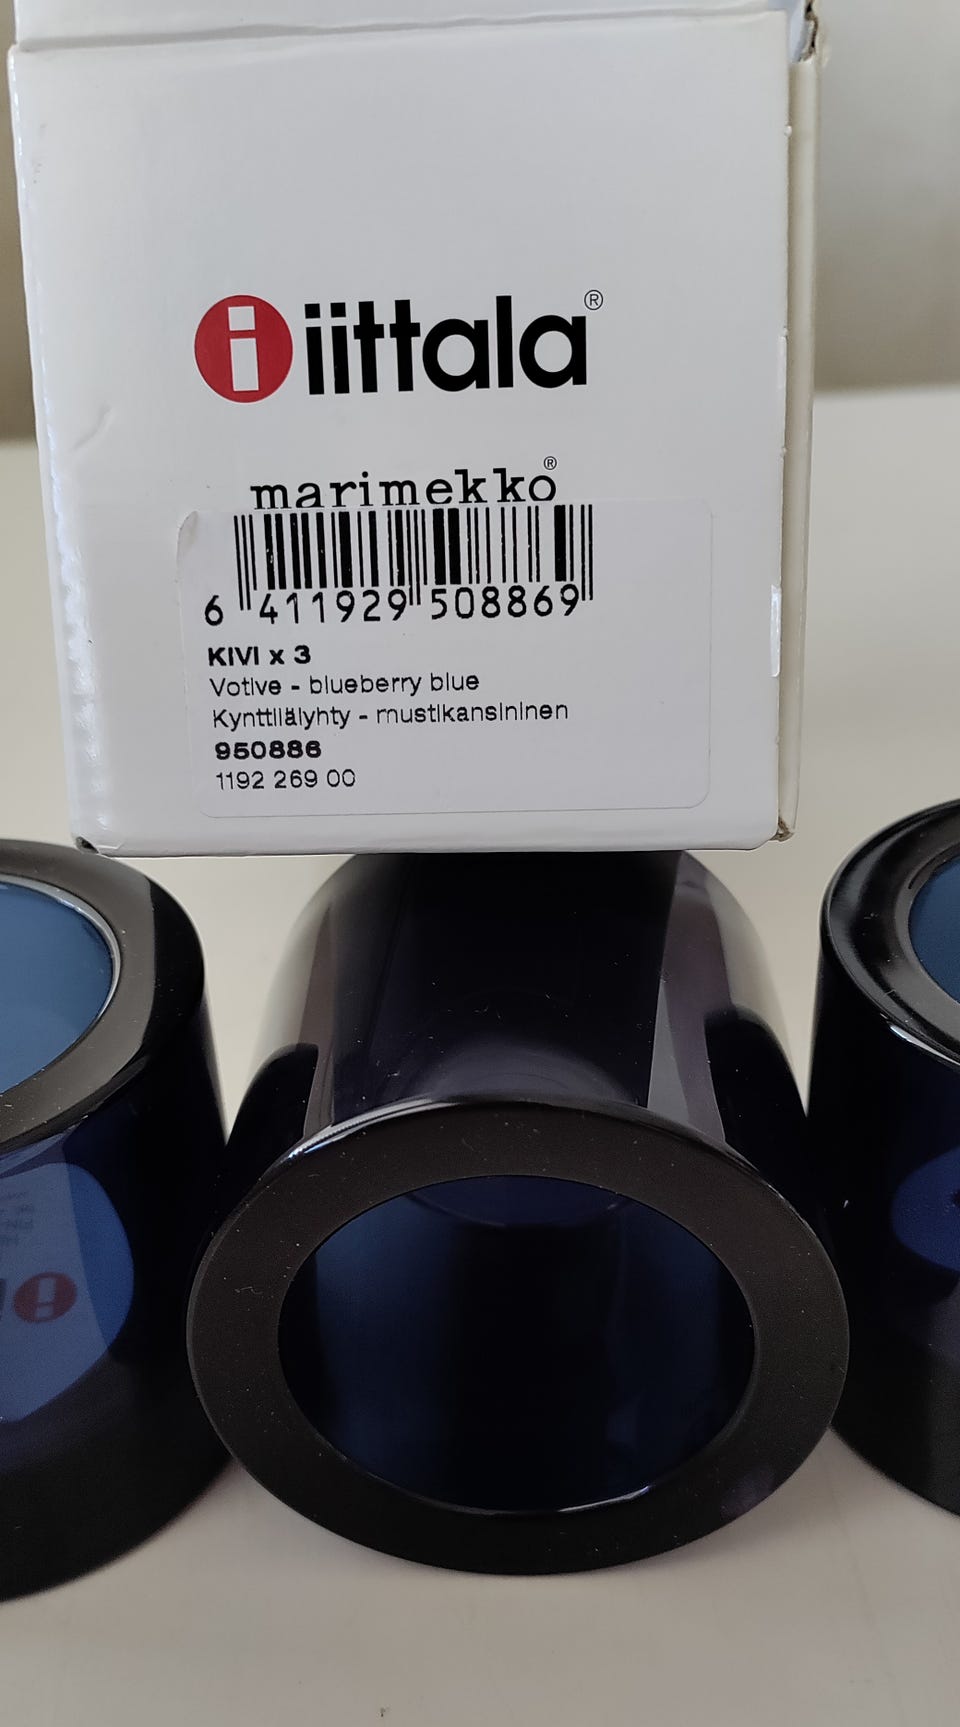 iittala®
marimekko®
6 411929 508869
KIVI x 3
Votive - blueberry blue
Kynttilälyhty - mustikansininen
950886
1192 269 00